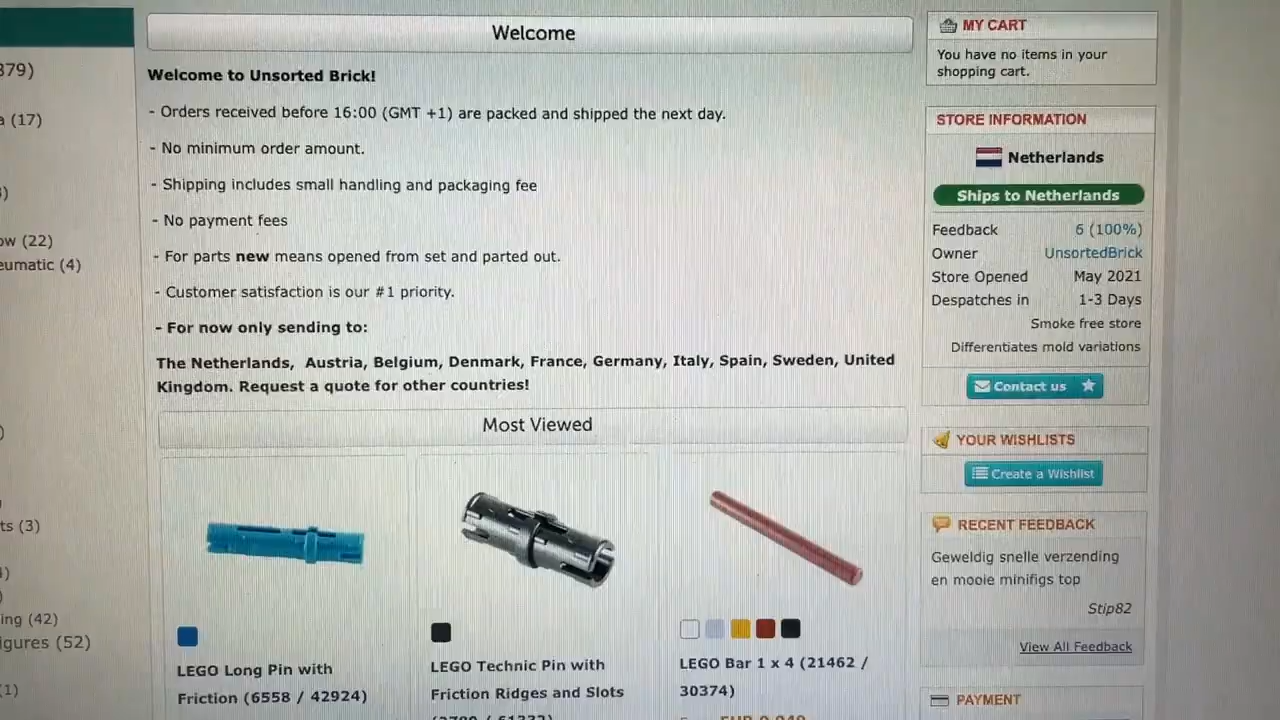 379)
a (17)
ow (22)
eumatic (4)
ts (3)
ing (42)
igures (52)
(1)
Welcome
Welcome to Unsorted Brick!
- Orders received before 16:00 (GMT +1) are packed and shipped the next day.
- No minimum order amount.
- Shipping includes small handling and packaging fee
- No payment fees
- For parts new means opened from set and parted out.
- Customer satisfaction is our #1 priority.
- For now only sending to:
The Netherlands, Austria, Belgium, Denmark, France, Germany, Italy, Spain, Sweden, United
Kingdom. Request a quote for other countries!
Most Viewed
LEGO Long Pin with
Friction (6558 / 42924)
LEGO Technic Pin with
Friction Ridges and Slots
LEGO Bar 1 x 4 (21462 /
30374)
MY CART
You have no items in your
shopping cart.
STORE INFORMATION
Netherlands
Ships to Netherlands
Feedback 6 (100%)
Owner UnsortedBrick
Store Opened May 2021
Despatches in 1-3 Days
Smoke free store
Differentiates mold variations
Contact us
YOUR WISHLISTS
Create a Wishlist
RECENT FEEDBACK
Geweldig snelle verzending
en mooie minifigs top
Stip82
View All Feedback
PAYMENT